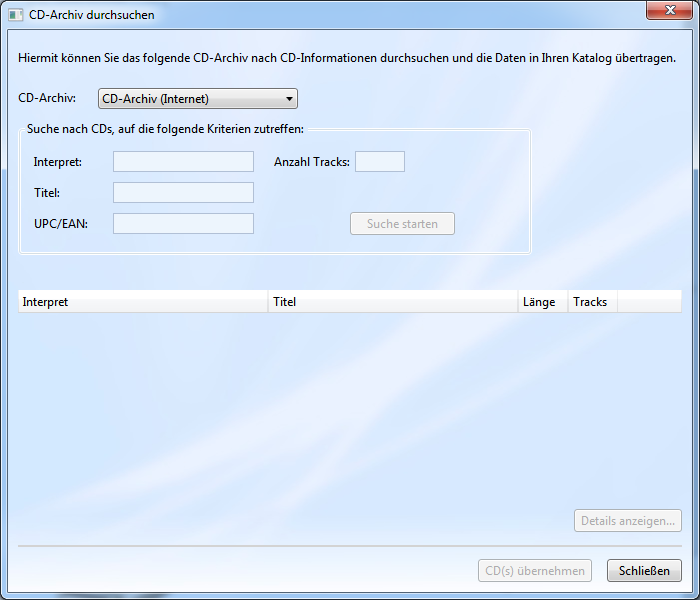 CD-Archiv durchsuchen
Hiermit können Sie das folgende CD-Archiv nach CD-Informationen durchsuchen und die Daten in Ihren Katalog übertragen.
CD-Archiv: CD-Archiv (Internet)
Suche nach CDs, auf die folgende Kriterien zutreffen:
Interpret: Anzahl Tracks:
Titel:
UPC/EAN: Suche starten
Interpret Titel Länge Tracks
Details anzeigen...
CD(s) übernehmen Schließen